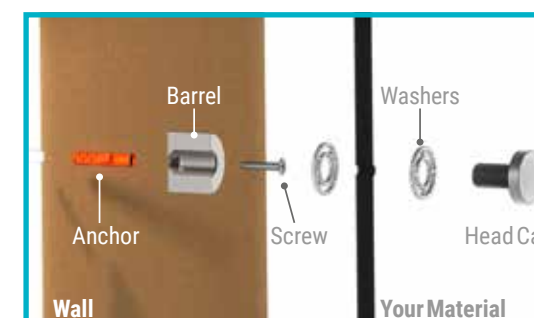 Barrel
Washers
Anchor
Screw
Head Ca
Wall
Your Material